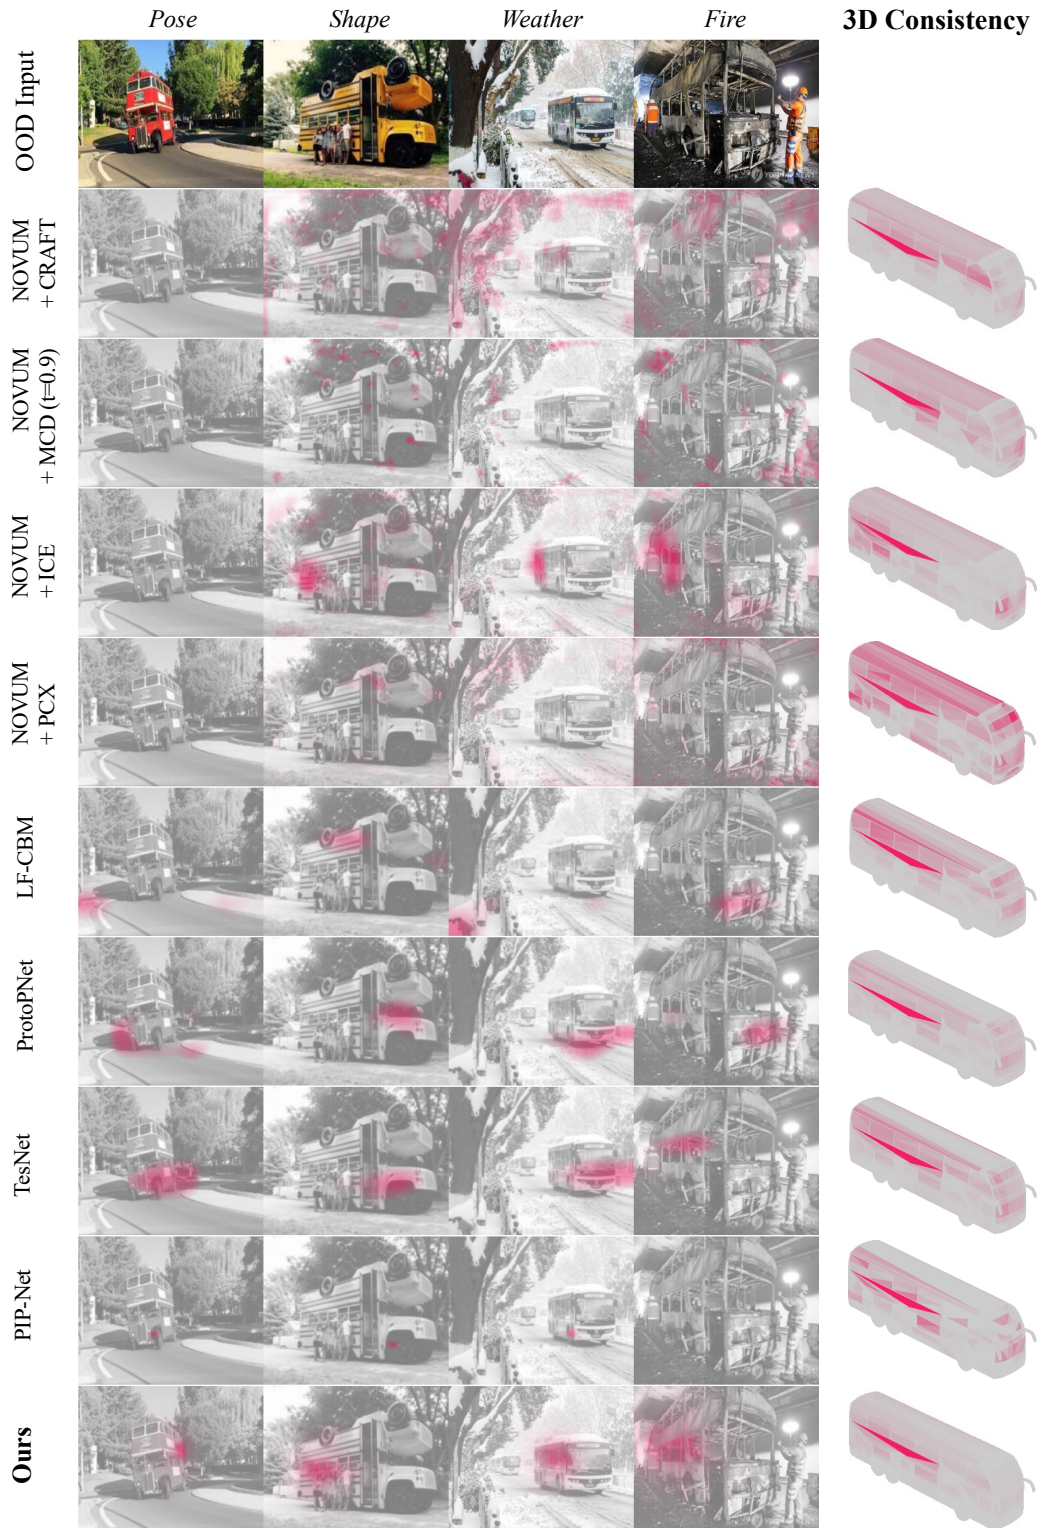 Pose Shape Weather Fire 3D Consistency
OOD Input
NOVUM
+ CRAFT
NOVUM
+ MCD (t=0.9)
NOVUM
+ ICE
NOVUM
+ PCX
LF-CBM
ProtoPNet
TesNet
PIP-Net
Ours